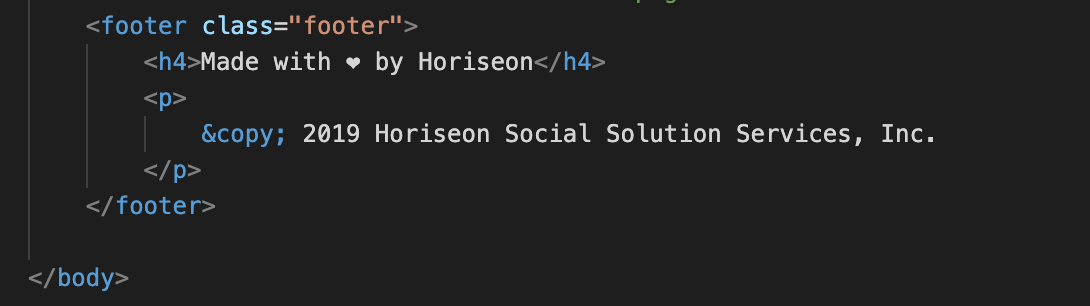 <footer class="footer">
<h4>Made with ❤ by Horiseon</h4>
<p>
&copy; 2019 Horiseon Social Solution Services, Inc.
</p>
</footer>
</body>